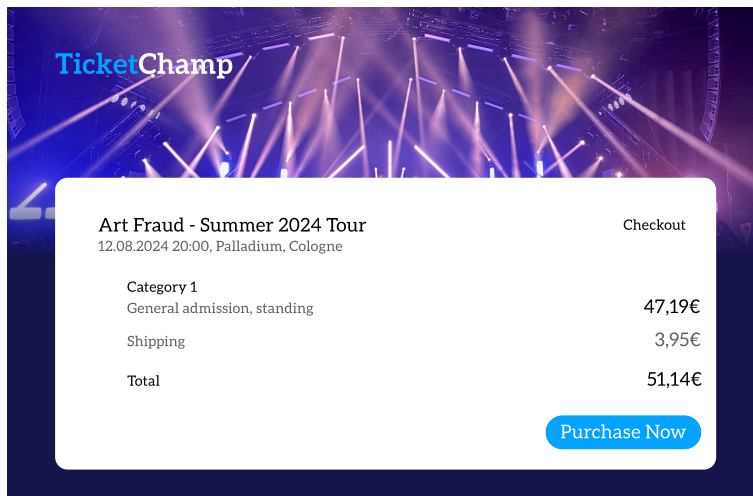 TicketChamp
Art Fraud - Summer 2024 Tour
Checkout
12.08.2024 20:00, Palladium, Cologne
Category 1
General admission, standing
47,19€
Shipping
3,95€
Total
51,14€
Purchase Now